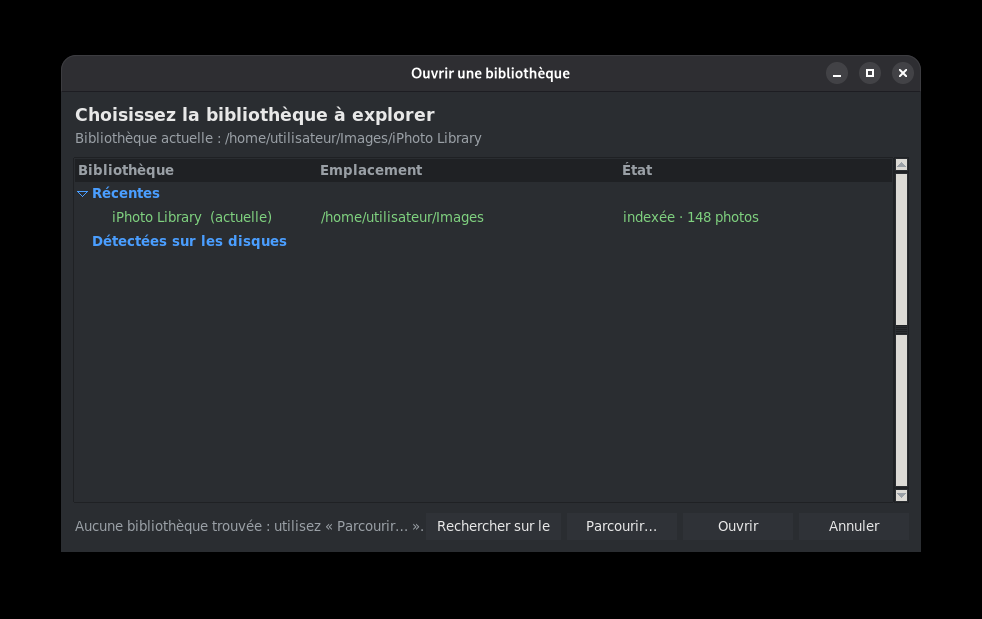 Ouvrir une bibliothèque
Choisissez la bibliothèque à explorer
Bibliothèque actuelle : /home/utilisateur/Images/iPhoto Library
Bibliothèque Emplacement État
Récentes
iPhoto Library (actuelle) /home/utilisateur/Images indexée · 148 photos
Détectées sur les disques
Aucune bibliothèque trouvée : utilisez « Parcourir… ». Rechercher sur le Parcourir… Ouvrir Annuler